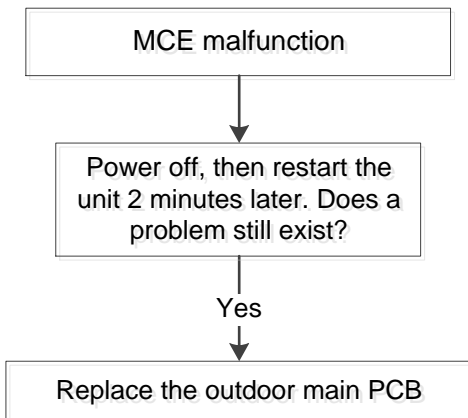 MCE malfunction
Power off, then restart the
unit 2 minutes later. Does a
problem still exist?
Yes
Replace the outdoor main PCB